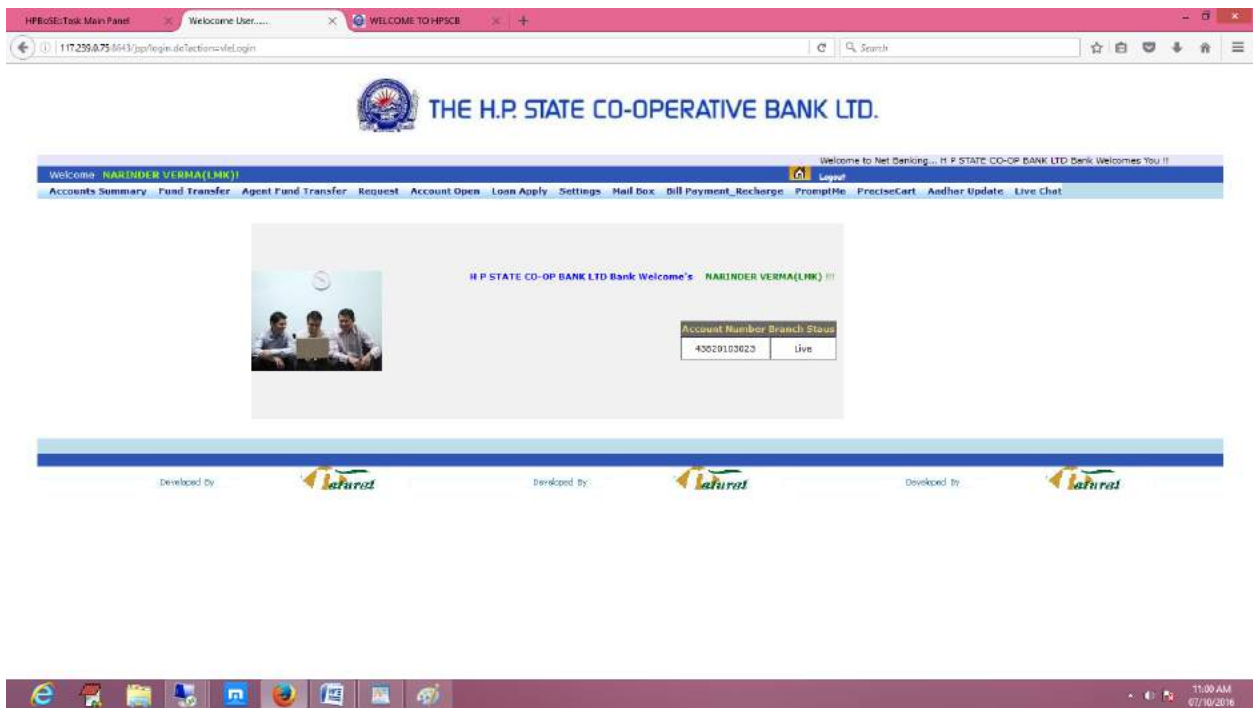 HPBoSE::Task Main Panel
Welocome User......
WELCOME TO HPSCB
117.239.0.75:8643/jsp/login.do?action=vleLogin
Search
THE H.P. STATE CO-OPERATIVE BANK LTD.
Welcome to Net Banking... H P STATE CO-OP BANK LTD Bank Welcomes You !!
Welcome NARINDER VERMA(LMK)!
Logout
Accounts Summary Fund Transfer Agent Fund Transfer Request Account Open Loan Apply Settings Mail Box Bill Payment_Recharge PromptMe PreciseCart Aadhar Update Live Chat
H P STATE CO-OP BANK LTD Bank Welcome's NARINDER VERMA(LMK) !!!
Account Number Branch Staus
Live
Developed By Developed By Developed By
11:00 AM
07/10/2016